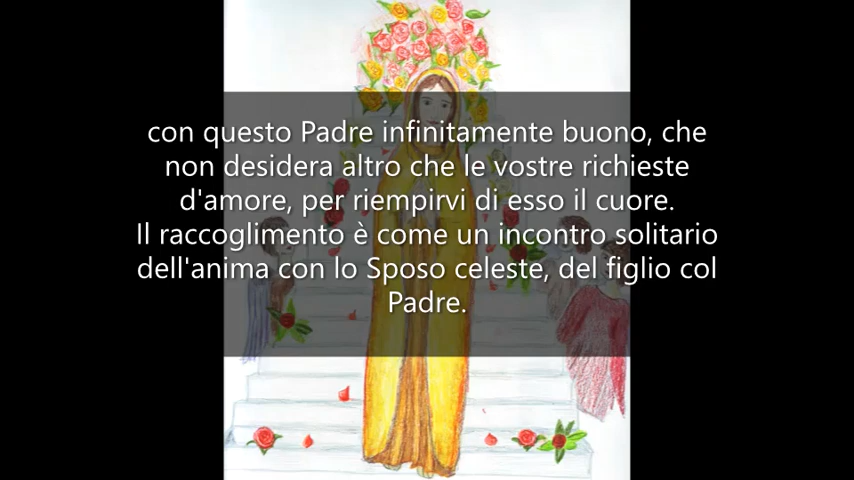 con questo Padre infinitamente buono, che
non desidera altro che le vostre richieste
d'amore, per riempirvi di esso il cuore.
Il raccoglimento è come un incontro solitario
dell'anima con lo Sposo celeste, del figlio col
Padre.